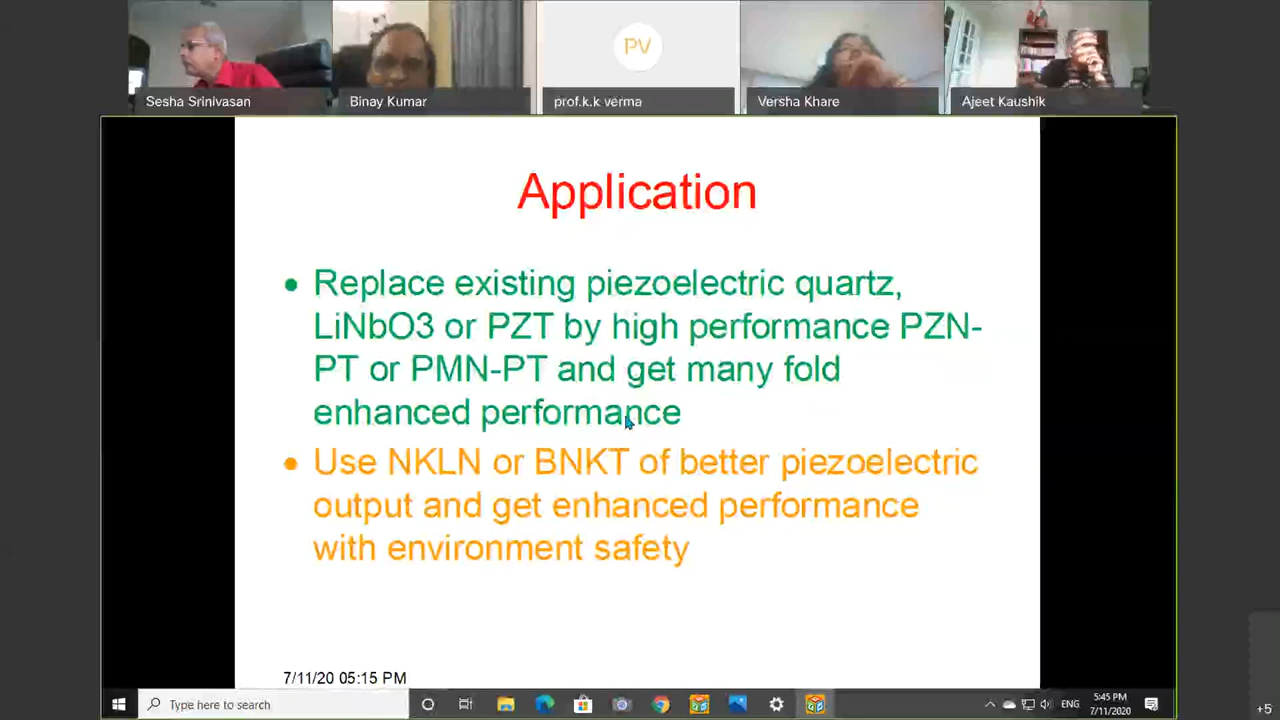 PV
Sesha Srinivasan
Binay Kumar
prof.k.k verma
Versha Khare
Ajeet Kaushik
Application
• Replace existing piezoelectric quartz,
LiNbO3 or PZT by high performance PZN-
PT or PMN-PT and get many fold
enhanced performance
• Use NKLN or BNKT of better piezoelectric
output and get enhanced performance
with environment safety
7/11/20 05:15 PM
Type here to search
ENG
5:45 PM
7/11/2020
+5